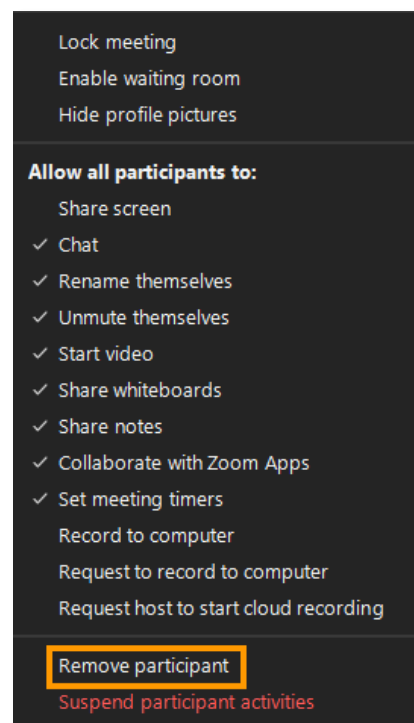 Lock meeting
Enable waiting room
Hide profile pictures
Allow all participants to:
Share screen
Chat
Rename themselves
Unmute themselves
Start video
Share whiteboards
Share notes
Collaborate with Zoom Apps
Set meeting timers
Record to computer
Request to record to computer
Request host to start cloud recording
Remove participant
Suspend participant activities